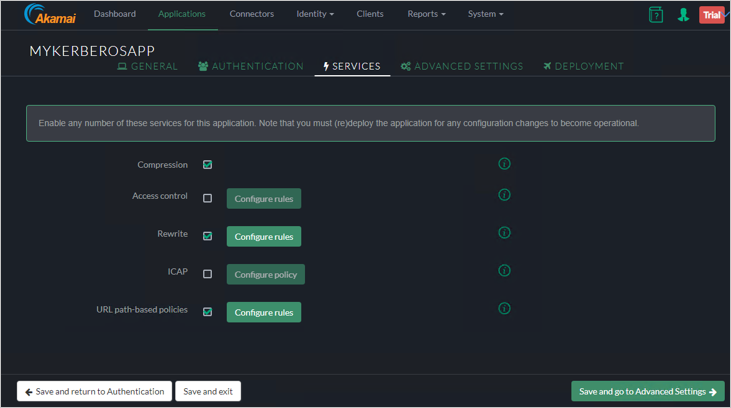 Akamai
Dashboard Applications Connectors Identity Clients Reports System Trial
MYKERBEROSAPP
GENERAL AUTHENTICATION SERVICES ADVANCED SETTINGS DEPLOYMENT
Enable any number of these services for this application. Note that you must (re)deploy the application for any configuration changes to become operational.
Compression
Access control Configure rules
Rewrite Configure rules
ICAP Configure policy
URL path-based policies Configure rules
Save and return to Authentication Save and exit Save and go to Advanced Settings